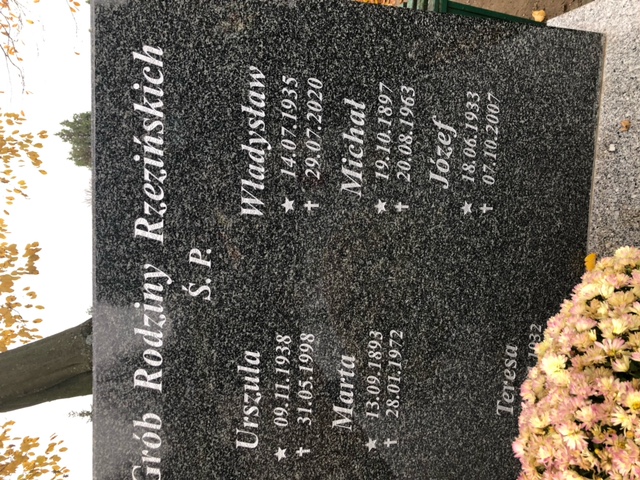 Grób Rodziny Rzezińskich
Ś. P.
Urszula
★ 09.11.1938
✝ 31.05.1998
Władysław
★ 14.07.1935
✝ 29.07.2020
Marta
★ 13.09.1893
✝ 28.01.1972
Michał
★ 19.10.1897
✝ 20.08.1963
Józef
★ 18.06.1933
✝ 07.10.2007
Teresa
1932